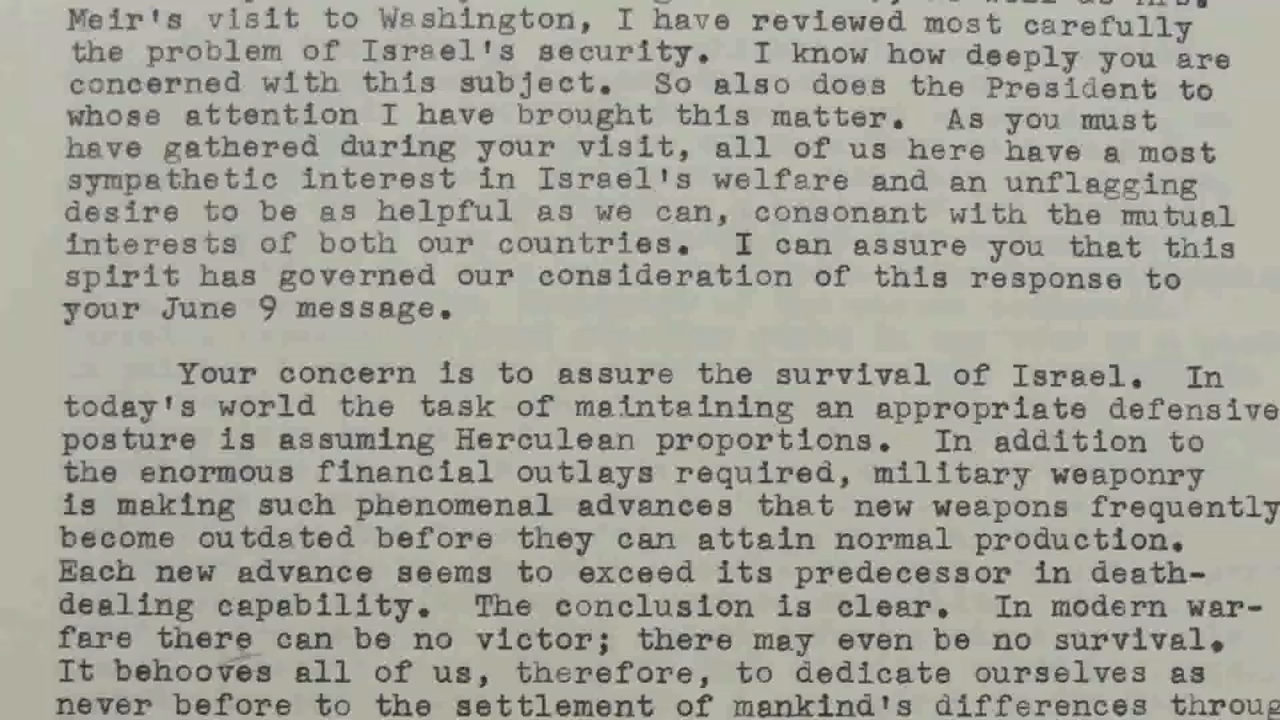 Meir's visit to Washington, I have reviewed most carefully
the problem of Israel's security. I know how deeply you are
concerned with this subject. So also does the President to
whose attention I have brought this matter. As you must
have gathered during your visit, all of us here have a most
sympathetic interest in Israel's welfare and an unflagging
desire to be as helpful as we can, consonant with the mutual
interests of both our countries. I can assure you that this
spirit has governed our consideration of this response to
your June 9 message.
Your concern is to assure the survival of Israel. In
today's world the task of maintaining an appropriate defensive
posture is assuming Herculean proportions. In addition to
the enormous financial outlays required, military weaponry
is making such phenomenal advances that new weapons frequently
become outdated before they can attain normal production.
Each new advance seems to exceed its predecessor in death-
dealing capability. The conclusion is clear. In modern war-
fare there can be no victor; there may even be no survival.
It behooves all of us, therefore, to dedicate ourselves as
never before to the settlement of mankind's differences throug